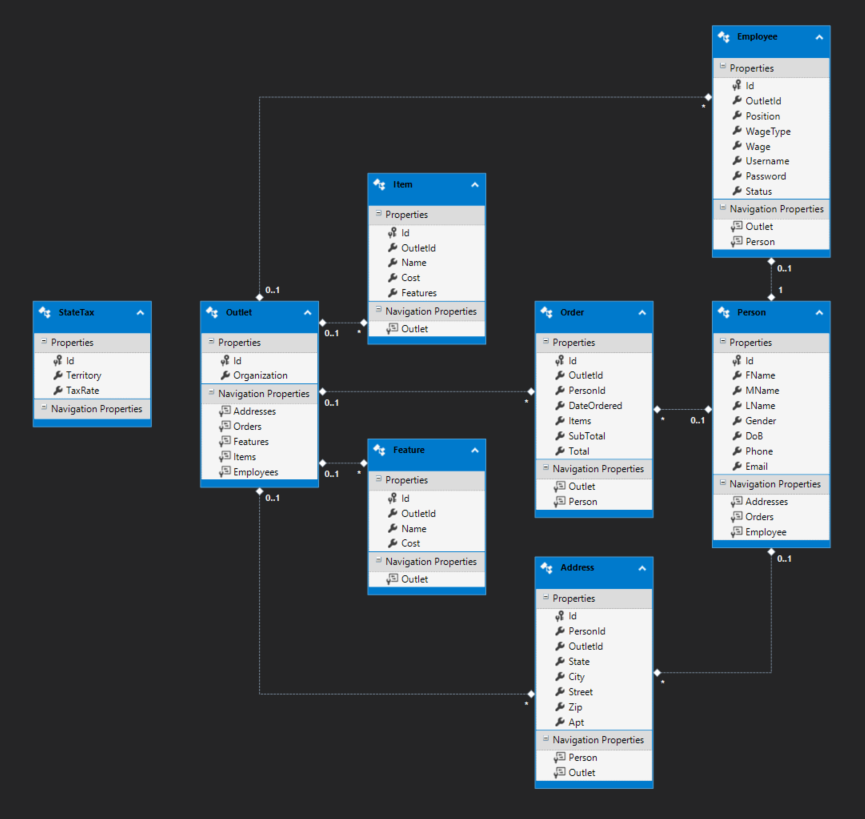 Employee
Properties
Id
OutletId
Position
WageType
Wage
Username
Password
Status
Navigation Properties
Outlet
Person
*
0..1
1
0..1
Item
Properties
Id
OutletId
Name
Cost
Features
Navigation Properties
Outlet
StateTax
Properties
Id
Territory
TaxRate
Navigation Properties
Outlet
Properties
Id
Organization
Navigation Properties
Addresses
Orders
Features
Items
Employees
0..1
*
0..1
*
0..1
*
0..1
*
Feature
Properties
Id
OutletId
Name
Cost
Navigation Properties
Outlet
Order
Properties
Id
OutletId
PersonId
DateOrdered
Items
SubTotal
Total
Navigation Properties
Outlet
Person
*
0..1
Person
Properties
Id
FName
MName
LName
Gender
DoB
Phone
Email
Navigation Properties
Addresses
Orders
Employee
0..1
*
Address
Properties
Id
PersonId
OutletId
State
City
Street
Zip
Apt
Navigation Properties
Person
Outlet